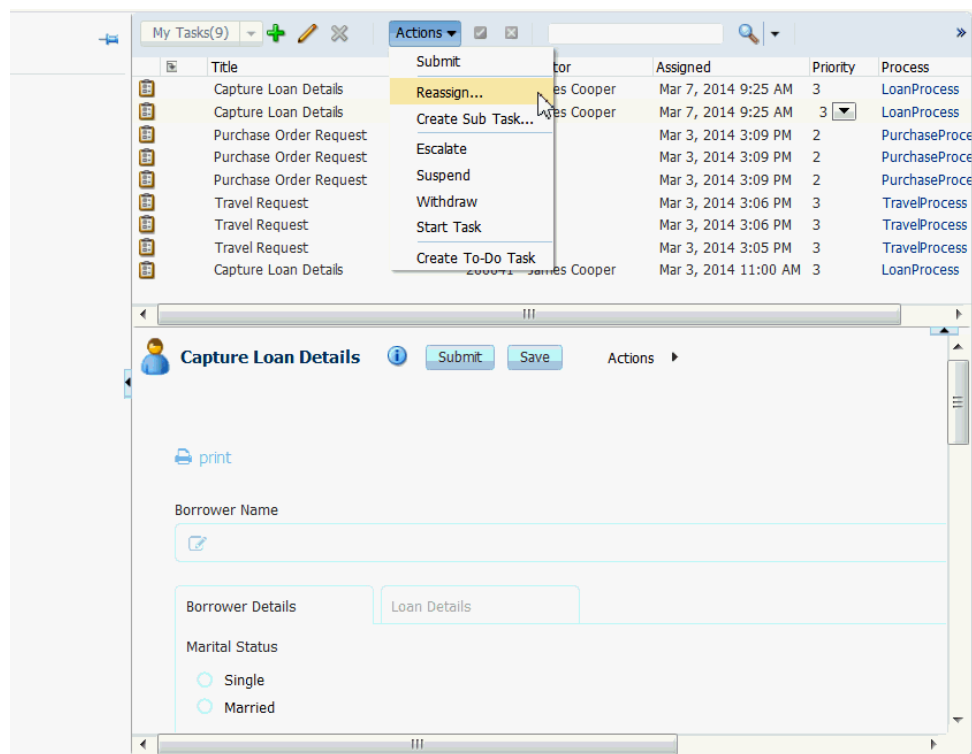 My Tasks(9) Actions
Submit
Title Assigned Priority Process
Capture Loan Details Reassign... Cooper Mar 7, 2014 9:25 AM 3 LoanProcess
Capture Loan Details Create Sub Task... Cooper Mar 7, 2014 9:25 AM 3 LoanProcess
Purchase Order Request Mar 3, 2014 3:09 PM 2 PurchaseProce
Purchase Order Request Escalate Mar 3, 2014 3:09 PM 2 PurchaseProce
Purchase Order Request Suspend Mar 3, 2014 3:09 PM 2 PurchaseProce
Travel Request Withdraw Mar 3, 2014 3:06 PM 3 TravelProcess
Travel Request Start Task Mar 3, 2014 3:06 PM 3 TravelProcess
Travel Request Create To-Do Task Mar 3, 2014 3:05 PM 3 TravelProcess
Capture Loan Details James Cooper Mar 3, 2014 11:00 AM 3 LoanProcess
Capture Loan Details Submit Save Actions
print
Borrower Name
Borrower Details Loan Details
Marital Status
Single
Married